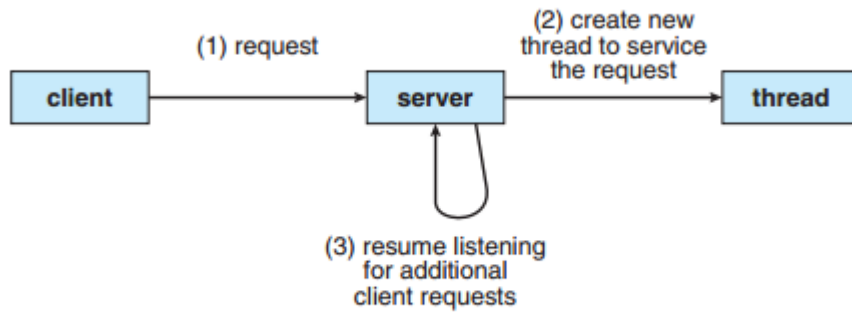 (1) request
(2) create new
thread to service
the request
client
server
thread
(3) resume listening
for additional
client requests